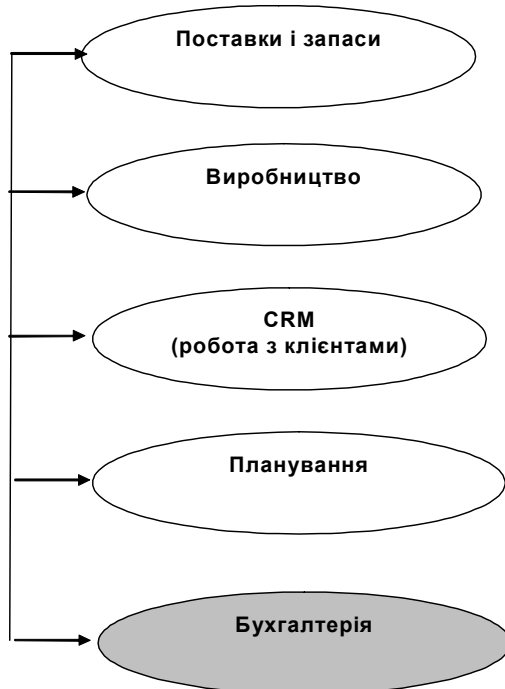 Поставки і запаси
Виробництво
CRM
(робота з клієнтами)
Планування
Бухгалтерія